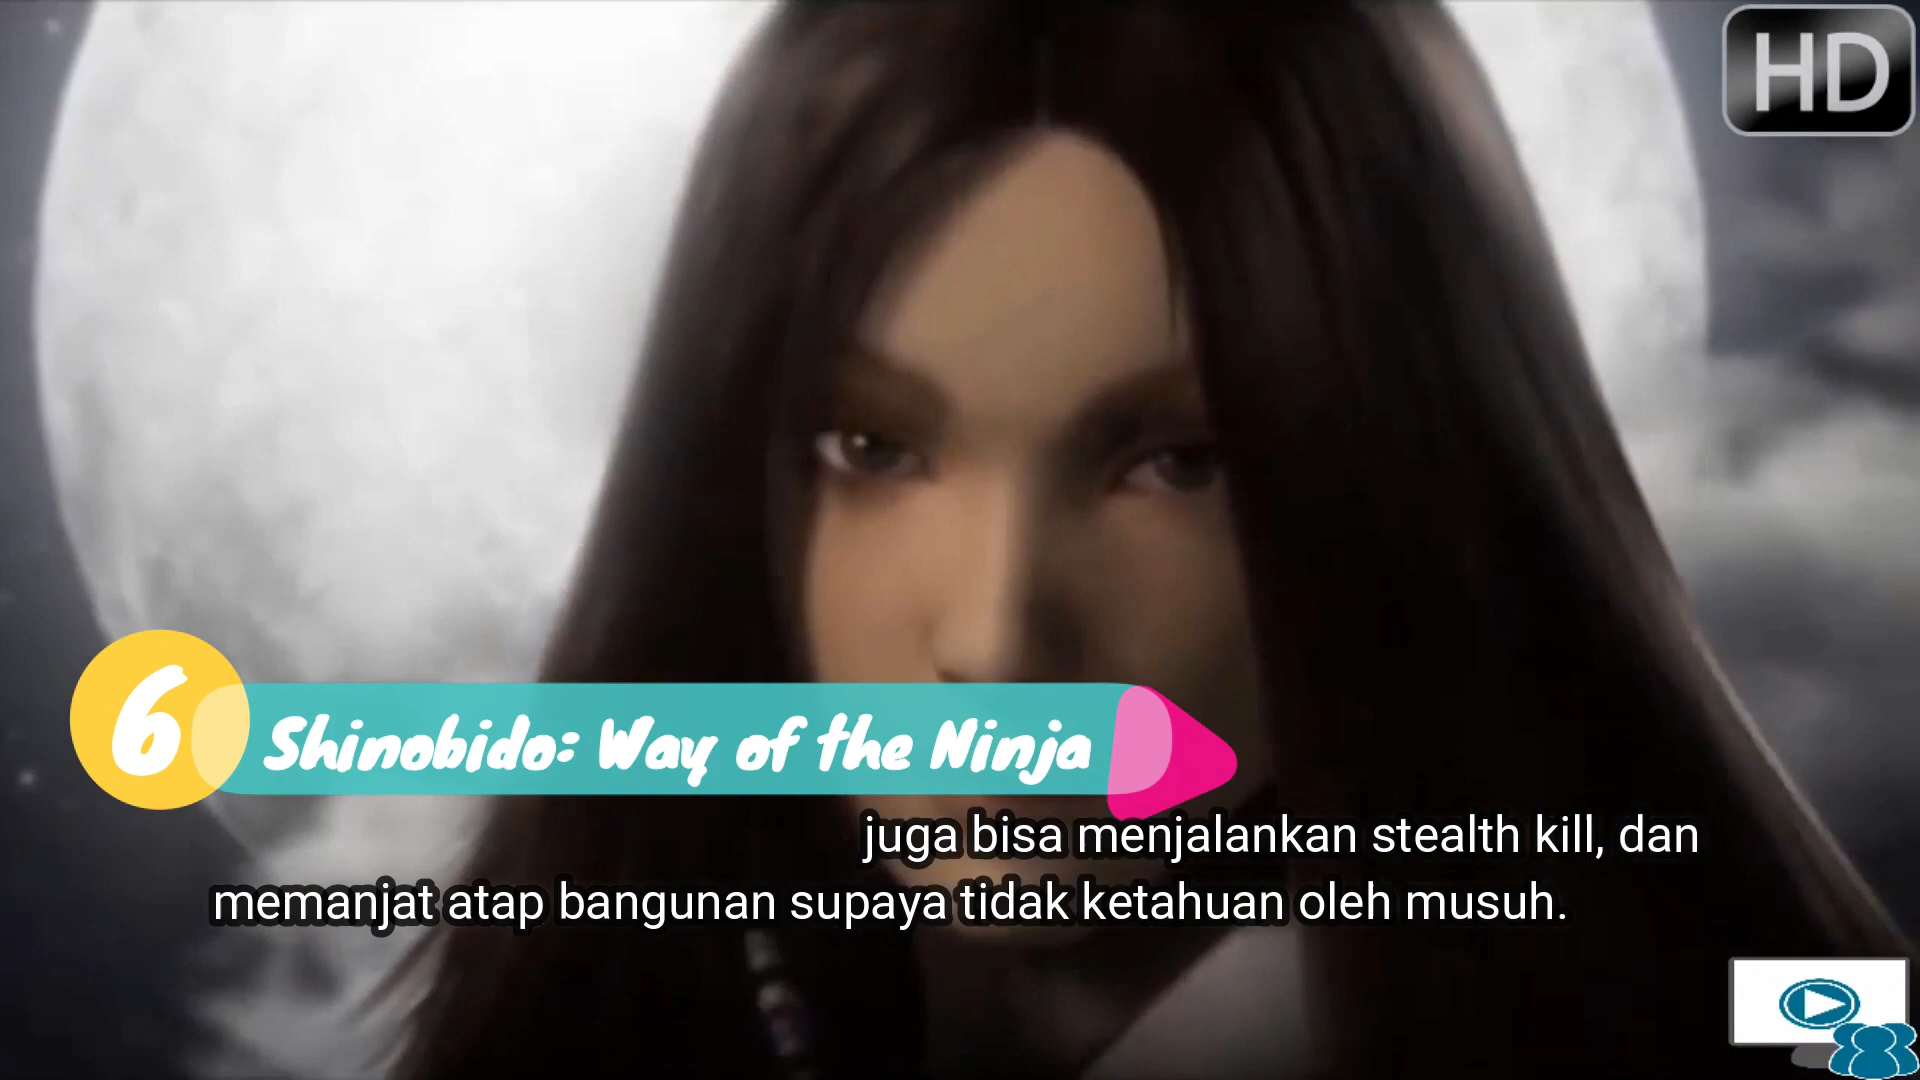 HD
6
Shinobido: Way of the Ninja
juga bisa menjalankan stealth kill, dan
memanjat atap bangunan supaya tidak ketahuan oleh musuh.